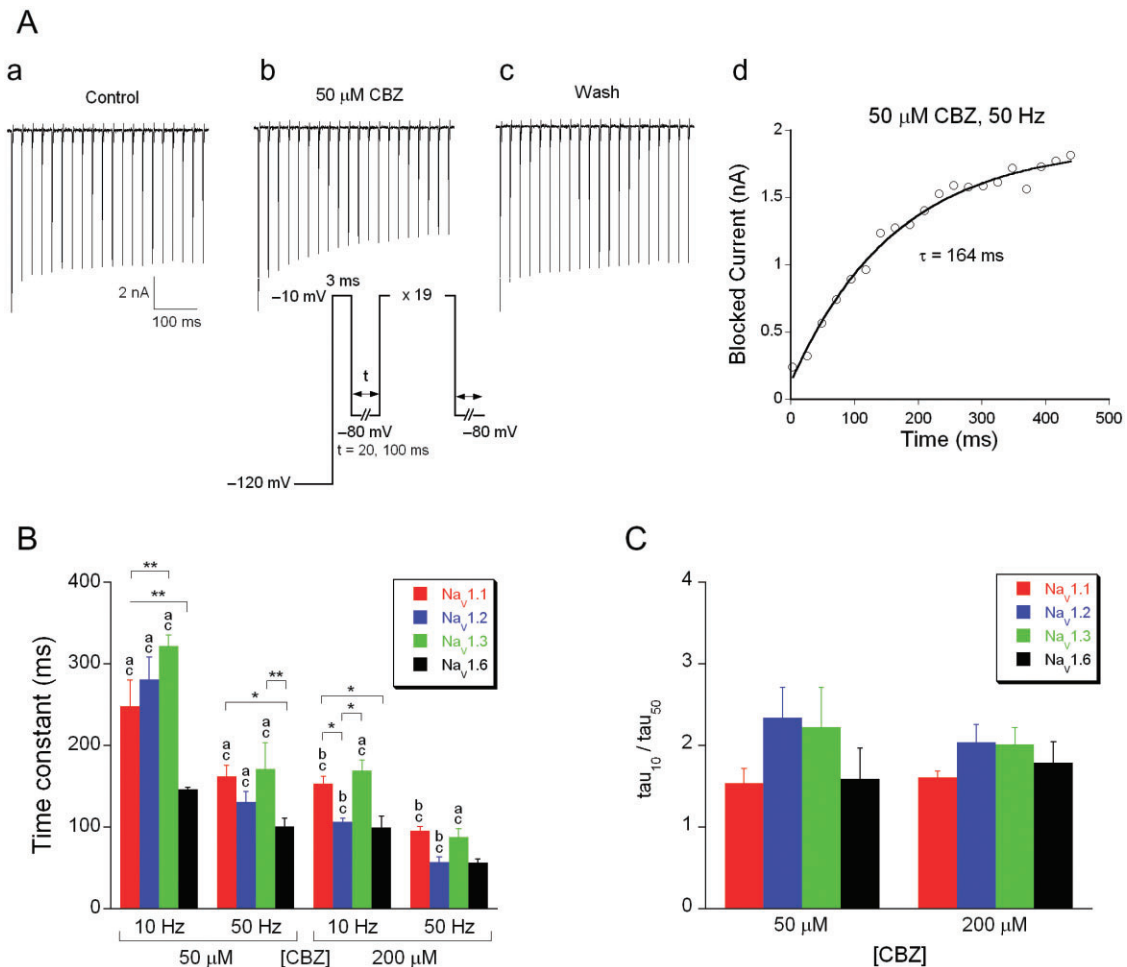 A
a
Control
2 nA
100 ms
b
50 μM CBZ
3 ms
–10 mV
x 19
t
–80 mV
–80 mV
t = 20, 100 ms
–120 mV
c
Wash
d
50 μM CBZ, 50 Hz
Blocked Current (nA)
2
1.5
1
0.5
0
τ = 164 ms
0 100 200 300 400 500
Time (ms)
B
Time constant (ms)
400
300
200
100
0
** 
**
* **
* * *
a c a c a c
a c a c a c
b c b c a c
b c b c a c
NaV1.1
NaV1.2
NaV1.3
NaV1.6
10 Hz 50 Hz 10 Hz 50 Hz
50 μM [CBZ] 200 μM
C
tau10 / tau50
4
3
2
1
0
NaV1.1
NaV1.2
NaV1.3
NaV1.6
50 μM 200 μM
[CBZ]